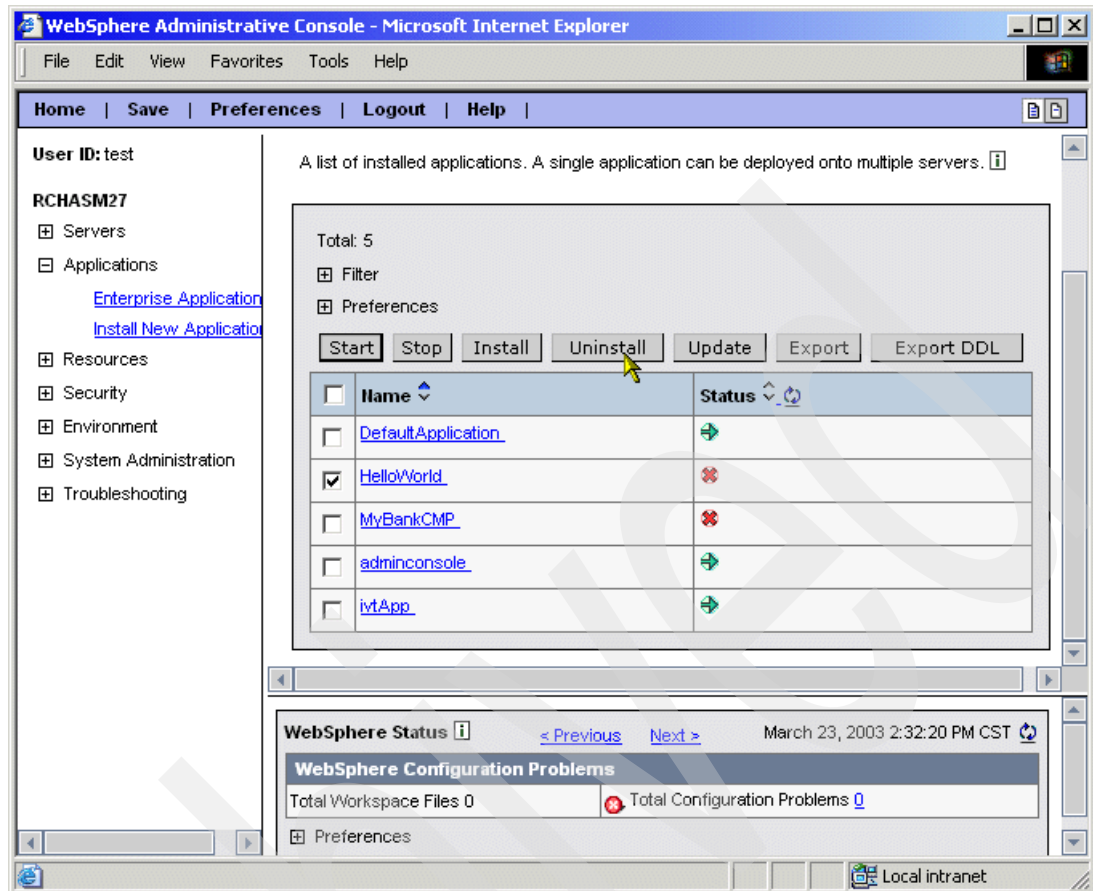 WebSphere Administrative Console - Microsoft Internet Explorer
File Edit View Favorites Tools Help
Home | Save | Preferences | Logout | Help |
User ID: test
RCHASM27
Servers
Applications
Enterprise Application
Install New Applicatio
Resources
Security
Environment
System Administration
Troubleshooting
A list of installed applications. A single application can be deployed onto multiple servers. i
Total: 5
Filter
Preferences
Start Stop Install Uninstall Update Export Export DDL
Name Status
DefaultApplication
HelloWorld
MyBankCMP
adminconsole
ivtApp
WebSphere Status i < Previous Next > March 23, 2003 2:32:20 PM CST
WebSphere Configuration Problems
Total Workspace Files 0 Total Configuration Problems 0
Preferences
Local intranet